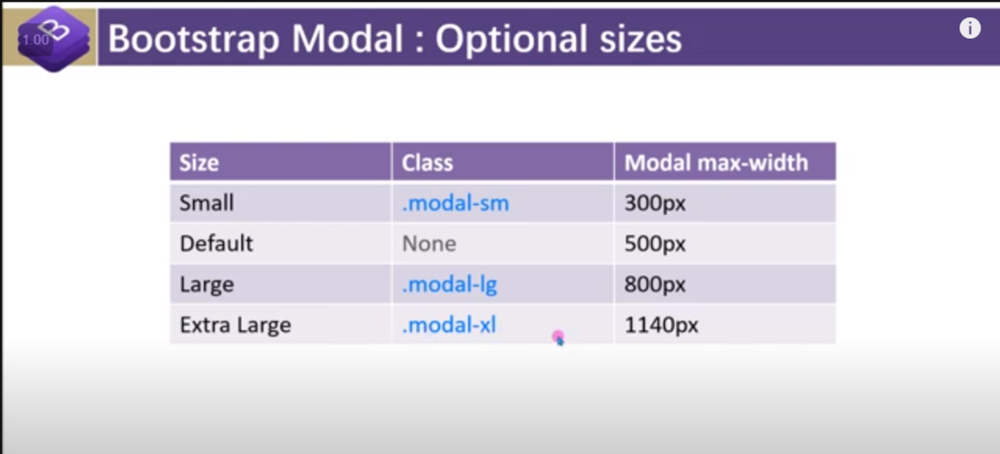 1.00
Bootstrap Modal : Optional sizes
i
Size Class Modal max-width
Small .modal-sm 300px
Default None 500px
Large .modal-lg 800px
Extra Large .modal-xl 1140px